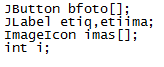 JButton bfoto[];
JLabel etiq,etiima;
ImageIcon imas[];
int i;